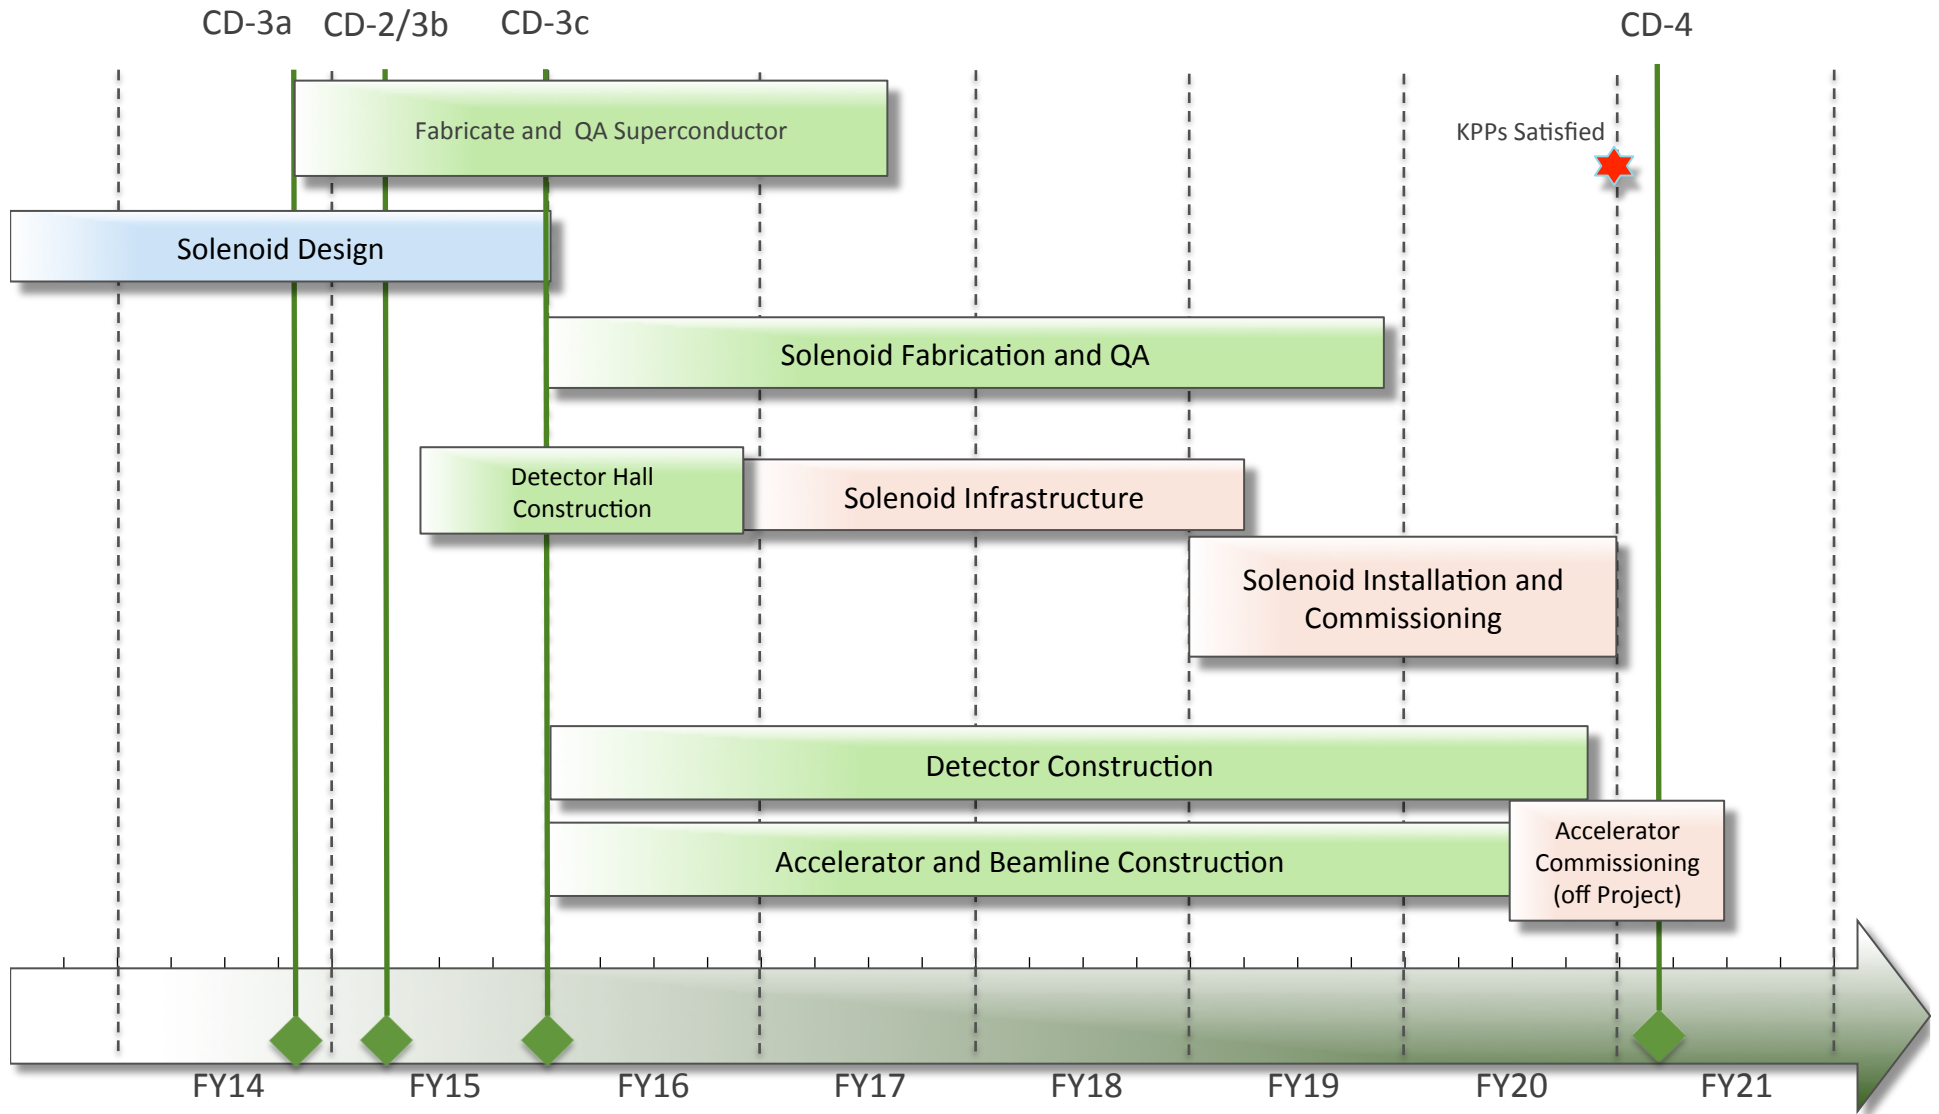 CD-3a CD-2/3b CD-3c CD-4
Fabricate and QA Superconductor
KPPs Satisfied
Solenoid Design
Solenoid Fabrication and QA
Detector Hall
Construction
Solenoid Infrastructure
Solenoid Installation and
Commissioning
Detector Construction
Accelerator and Beamline Construction
Accelerator
Commissioning
(off Project)
FY14 FY15 FY16 FY17 FY18 FY19 FY20 FY21